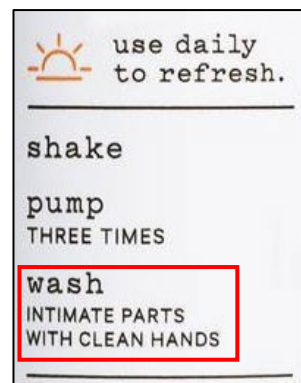 use daily
to refresh.
shake
pump
THREE TIMES
wash
INTIMATE PARTS
WITH CLEAN HANDS